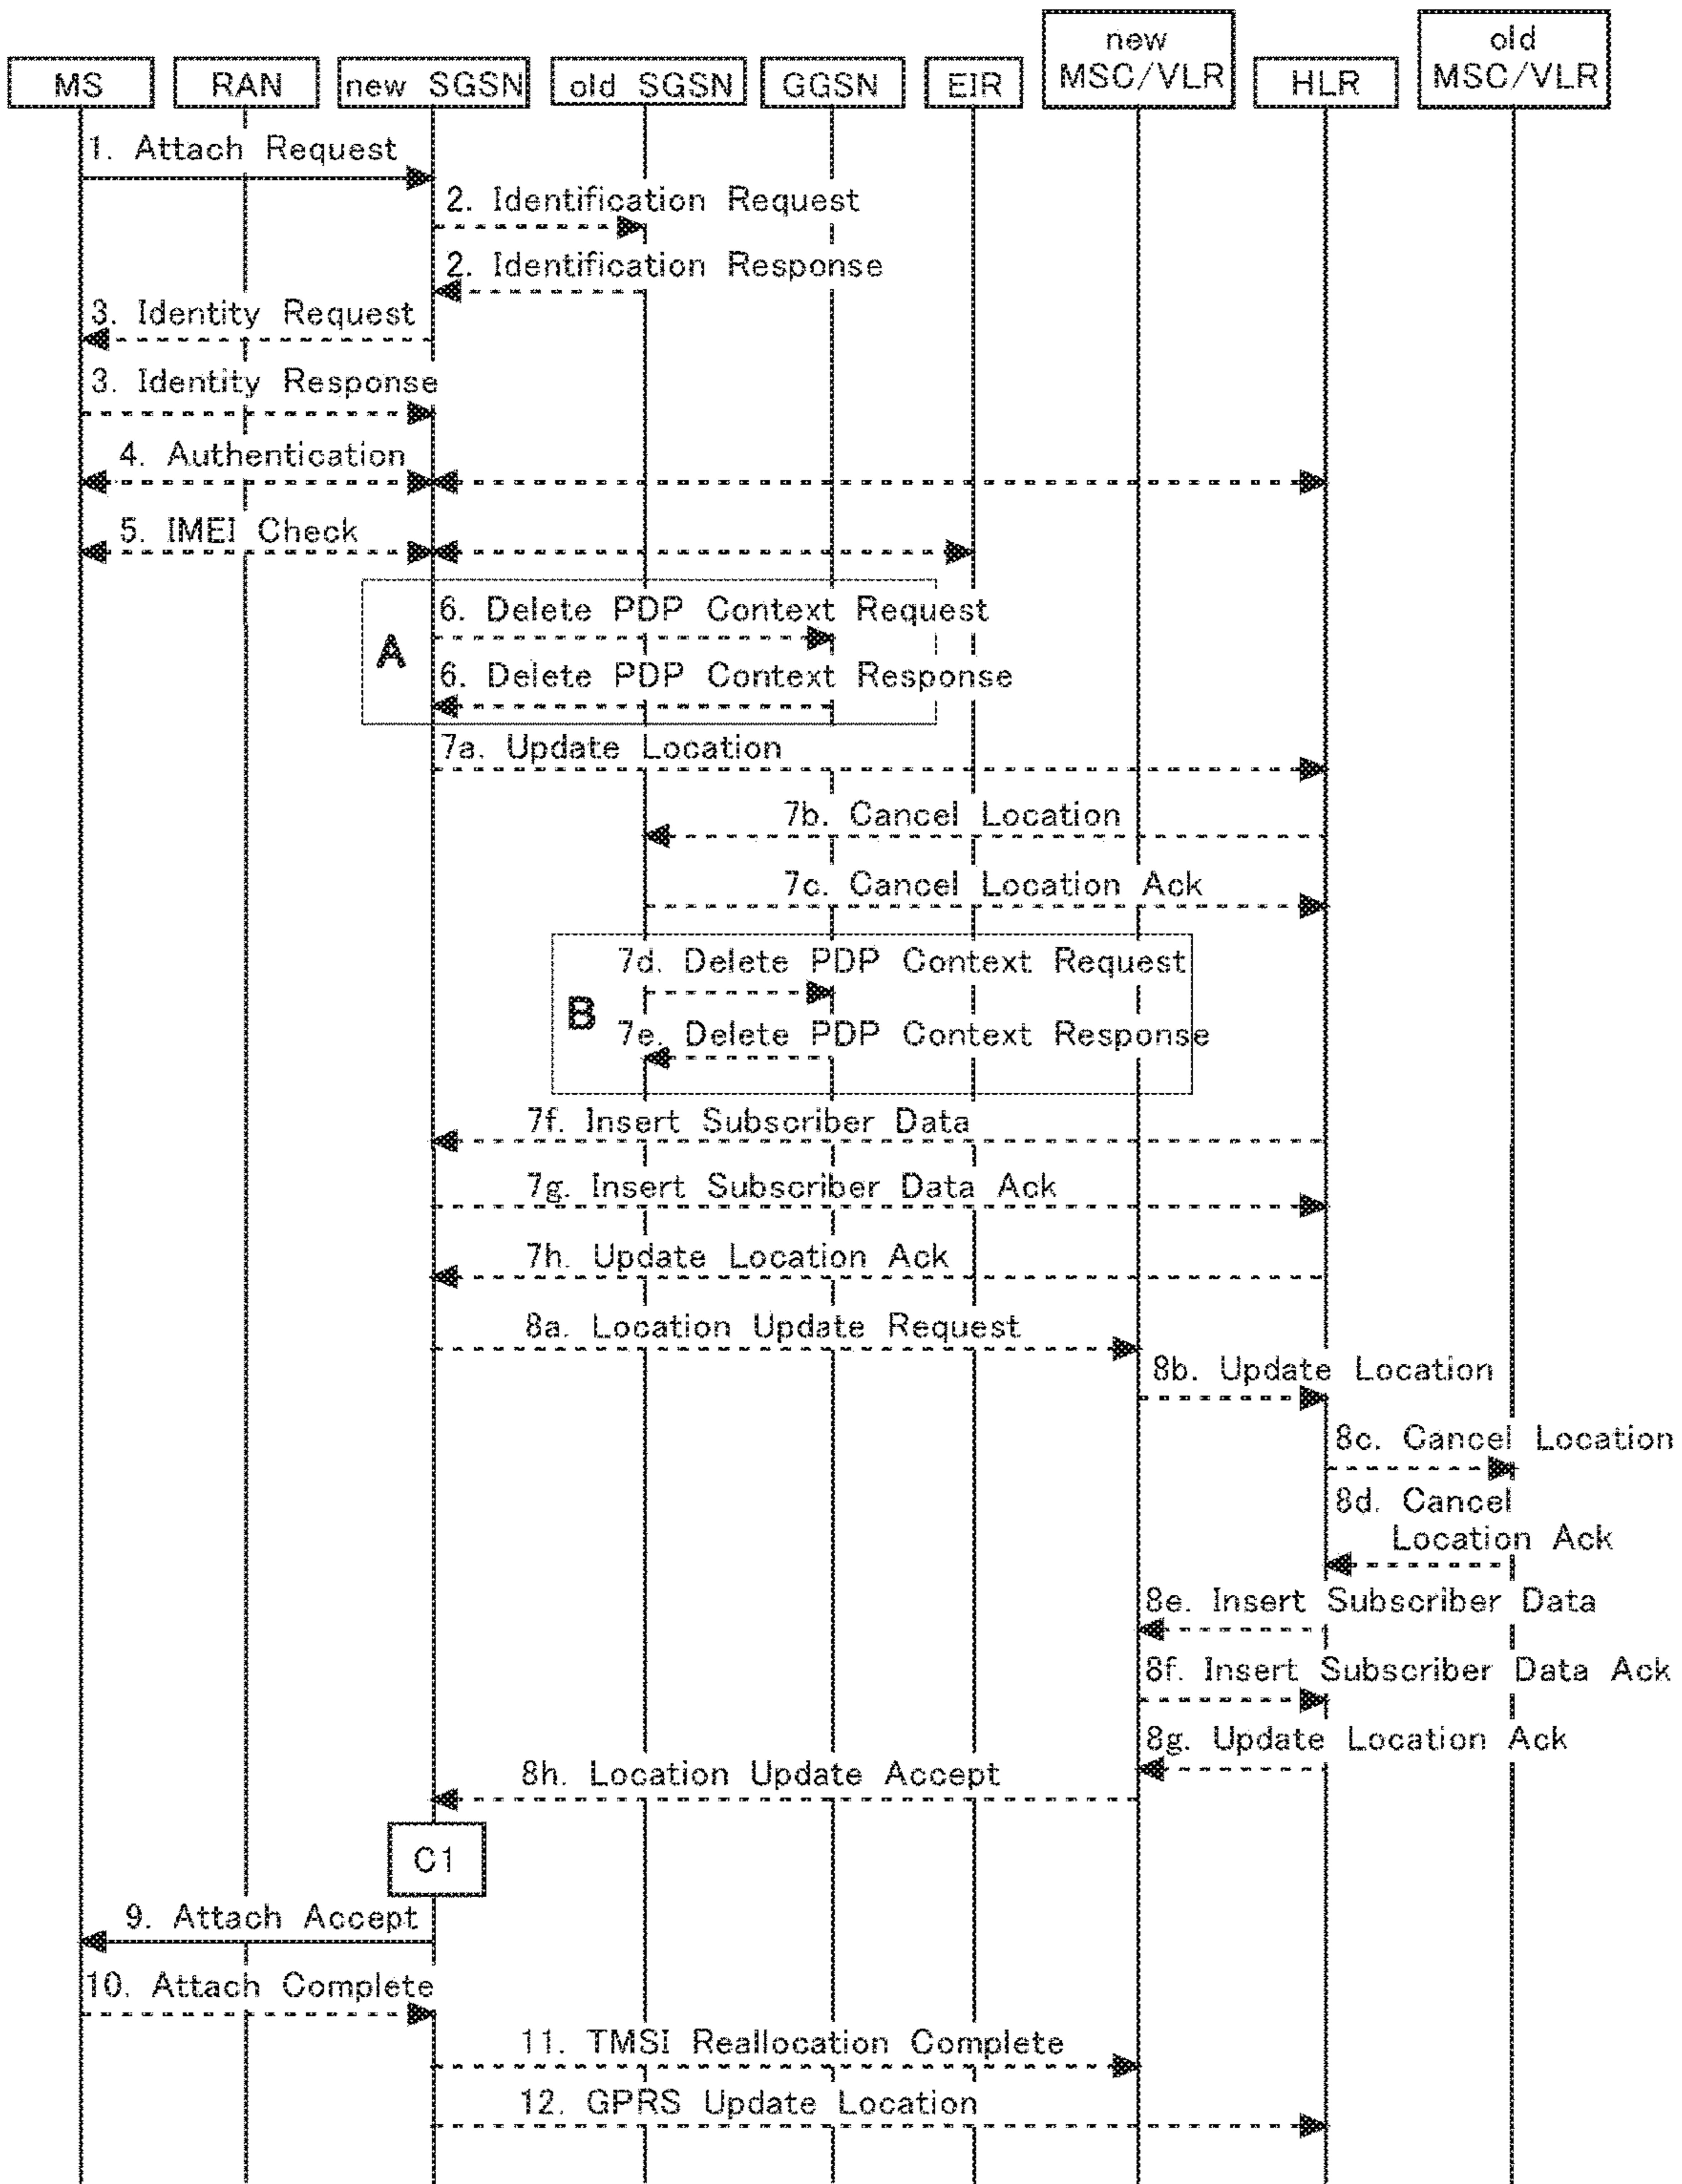 MS
RAN
new SGSN
old SGSN
GGSN
EIR
new
MSC/VLR
HLR
old
MSC/VLR
1. Attach Request
2. Identification Request
2. Identification Response
3. Identity Request
3. Identity Response
4. Authentication
5. IMEI Check
A
6. Delete PDP Context Request
6. Delete PDP Context Response
7a. Update Location
7b. Cancel Location
7c. Cancel Location Ack
B
7d. Delete PDP Context Request
7e. Delete PDP Context Response
7f. Insert Subscriber Data
7g. Insert Subscriber Data Ack
7h. Update Location Ack
8a. Location Update Request
8b. Update Location
8c. Cancel Location
8d. Cancel
Location Ack
8e. Insert Subscriber Data
8f. Insert Subscriber Data Ack
8g. Update Location Ack
8h. Location Update Accept
C1
9. Attach Accept
10. Attach Complete
11. TMSI Reallocation Complete
12. GPRS Update Location